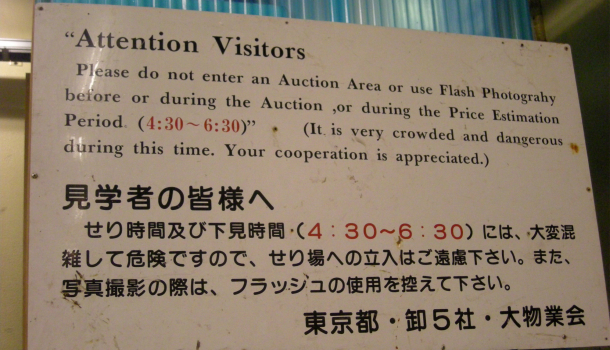 “Attention Visitors
Please do not enter an Auction Area or use Flash Photograhy
before or during the Auction ,or during the Price Estimation
Period (4:30～6:30)” (It is very crowded and dangerous
during this time. Your cooperation is appreciated.)
見学者の皆様へ
せり時間及び下見時間（４：３０～６：３０）には、大変混
雑して危険ですので、せり場への立入はご遠慮下さい。また、
写真撮影の際は、フラッシュの使用を控えて下さい。
東京都・卸５社・大物業会